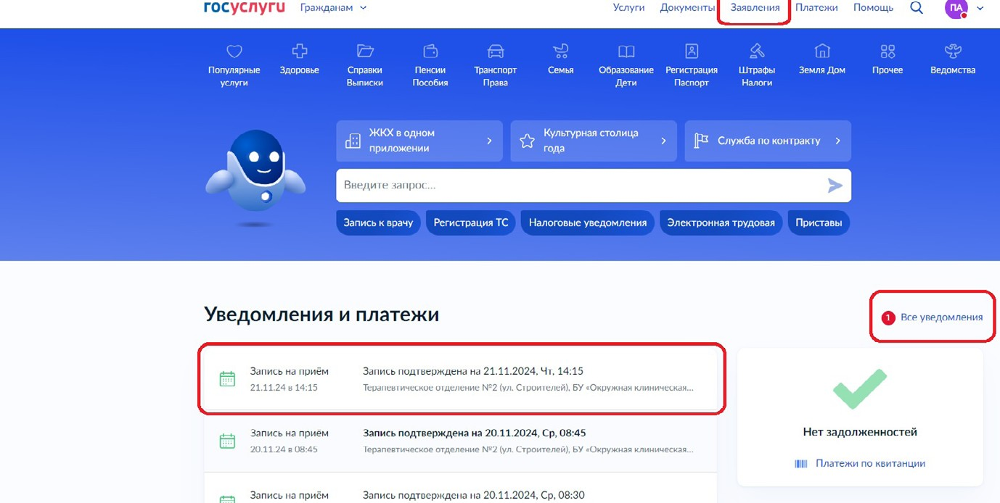 госуслуги Гражданам Услуги Документы Заявления Платежи Помощь ПА
Популярные услуги
Здоровье
Справки Выписки
Пенсии Пособия
Транспорт Права
Семья
Образование Дети
Регистрация Паспорт
Штрафы Налоги
Земля Дом
Прочее
Ведомства
ЖКХ в одном
приложении
Культурная столица
года
Служба по контракту
Введите запрос...
Запись к врачу Регистрация ТС Налоговые уведомления Электронная трудовая Приставы
Уведомления и платежи
1 Все уведомления
Запись на приём Запись подтверждена на 21.11.2024, Чт, 14:15
21.11.24 в 14:15 Терапевтическое отделение №2 (ул. Строителей), БУ «Окружная клиническая...
Запись на приём Запись подтверждена на 20.11.2024, Ср, 08:45
20.11.24 в 08:45 Терапевтическое отделение №2 (ул. Строителей), БУ «Окружная клиническая...
Запись на приём Запись подтверждена на 20.11.2024, Ср, 08:30
Нет задолженностей
Платежи по квитанции